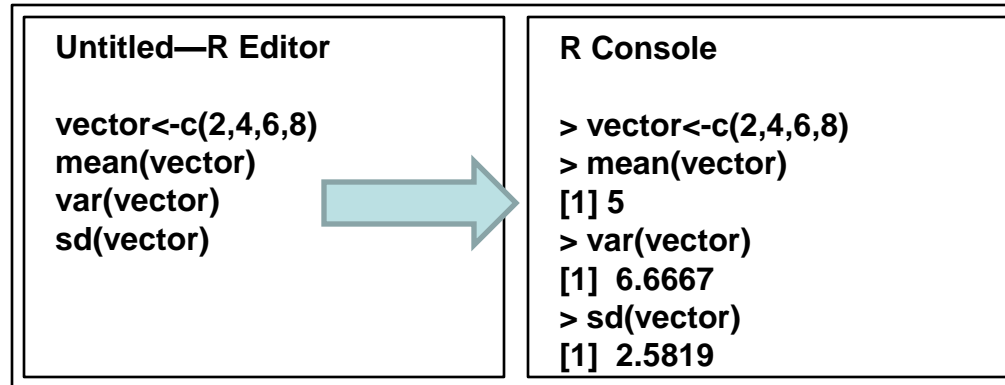 Untitled—R Editor
vector<-c(2,4,6,8)
mean(vector)
var(vector)
sd(vector)
R Console
> vector<-c(2,4,6,8)
> mean(vector)
[1] 5
> var(vector)
[1]  6.6667
> sd(vector)
[1]  2.5819